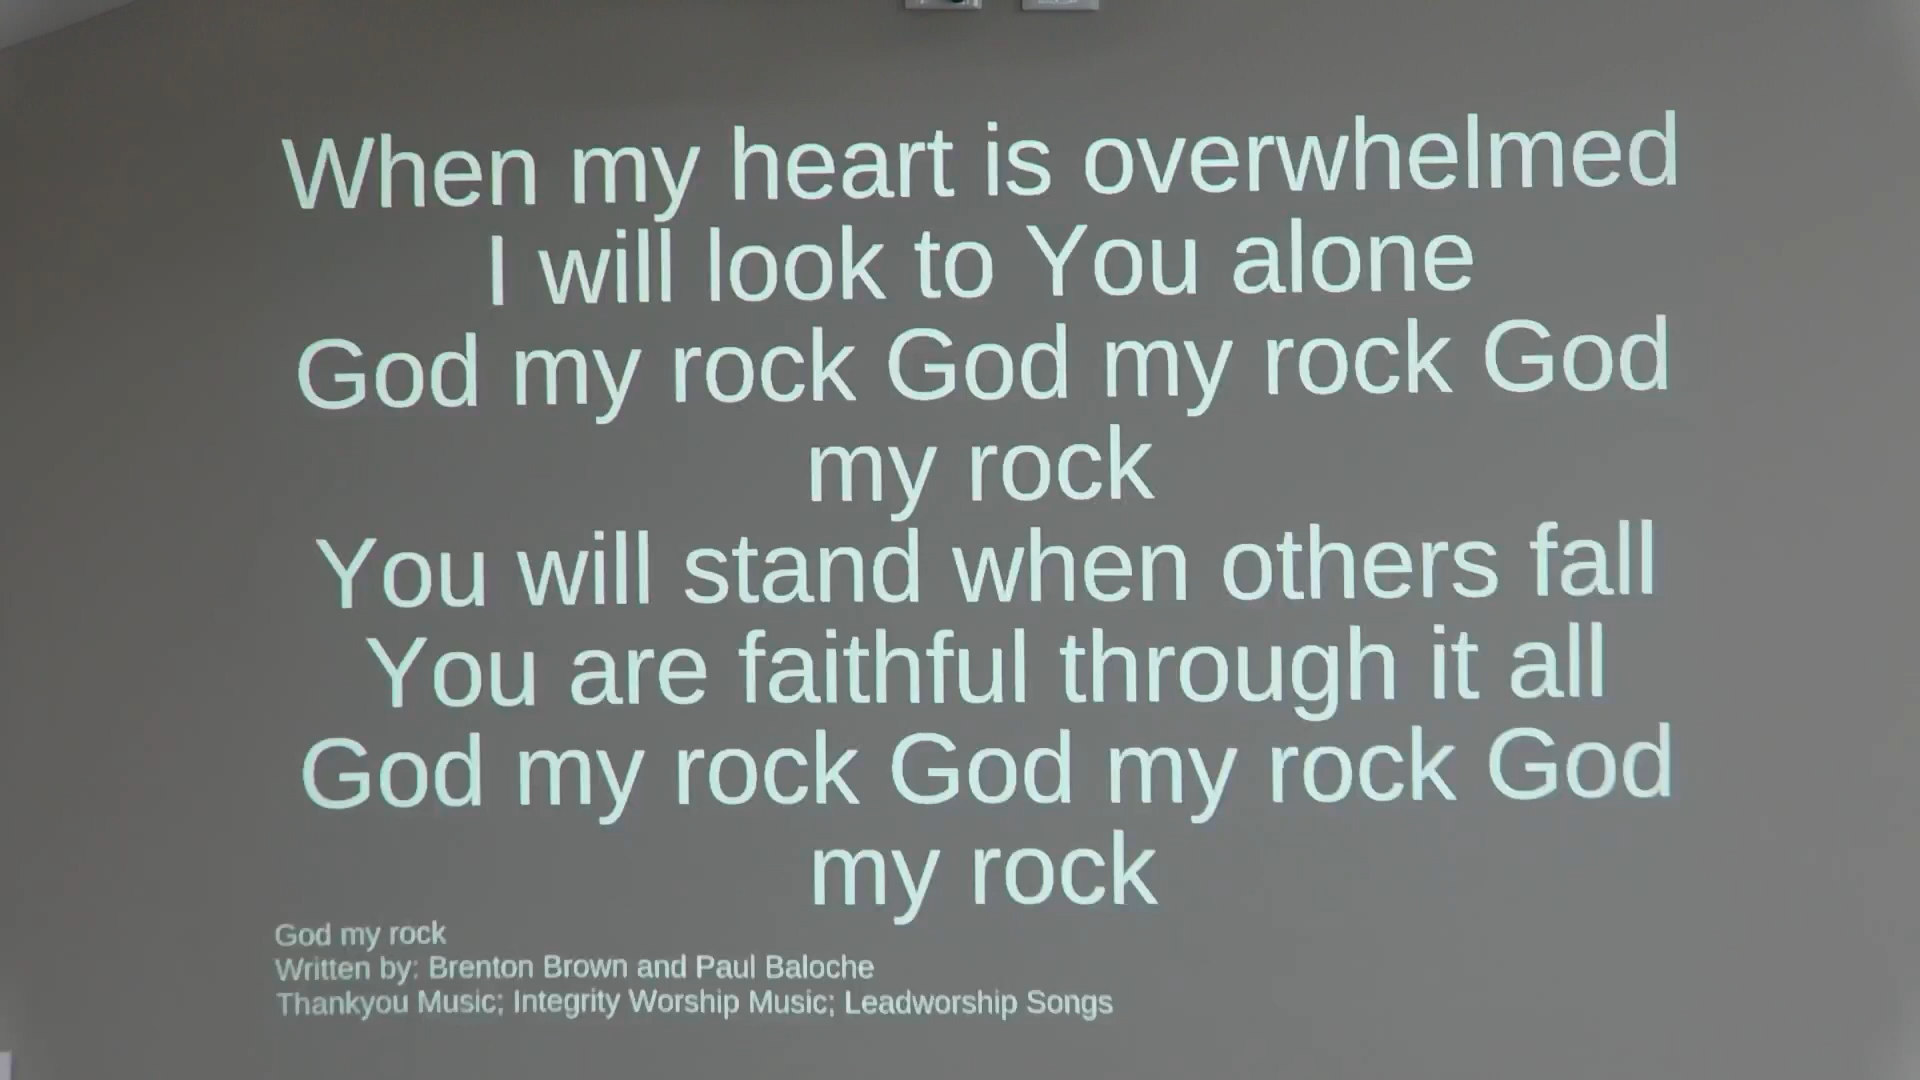 When my heart is overwhelmed
I will look to You alone
God my rock God my rock God
my rock
You will stand when others fall
You are faithful through it all
God my rock God my rock God
my rock
God my rock
Written by: Brenton Brown and Paul Baloche
Thankyou Music; Integrity Worship Music; Leadworship Songs